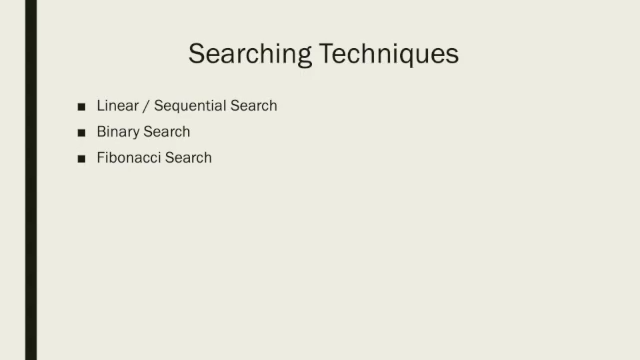 Searching Techniques
■ Linear / Sequential Search
■ Binary Search
■ Fibonacci Search